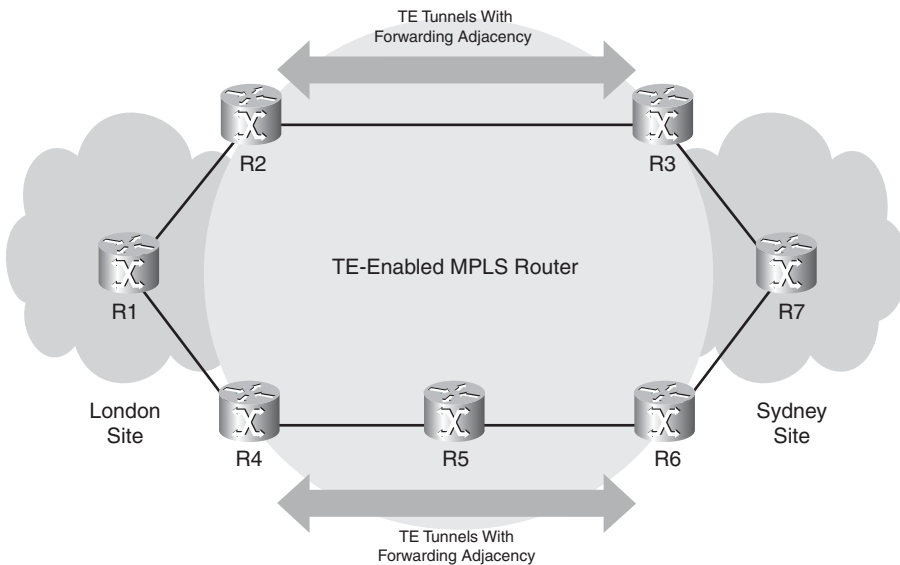 TE Tunnels With
Forwarding Adjacency
R2
R3
TE-Enabled MPLS Router
R1
R7
London
Site
Sydney
Site
R4
R5
R6
TE Tunnels With
Forwarding Adjacency